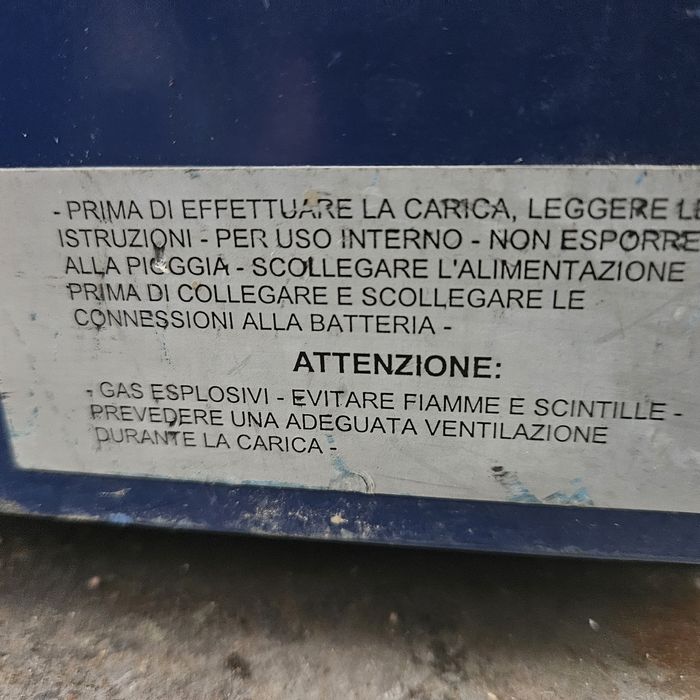 - PRIMA DI EFFETTUARE LA CARICA, LEGGERE LE
ISTRUZIONI - PER USO INTERNO - NON ESPORRE
ALLA PIOGGIA - SCOLLEGARE L'ALIMENTAZIONE
PRIMA DI COLLEGARE E SCOLLEGARE LE
CONNESSIONI ALLA BATTERIA -
ATTENZIONE:
- GAS ESPLOSIVI - EVITARE FIAMME E SCINTILLE -
PREVEDERE UNA ADEGUATA VENTILAZIONE
DURANTE LA CARICA -